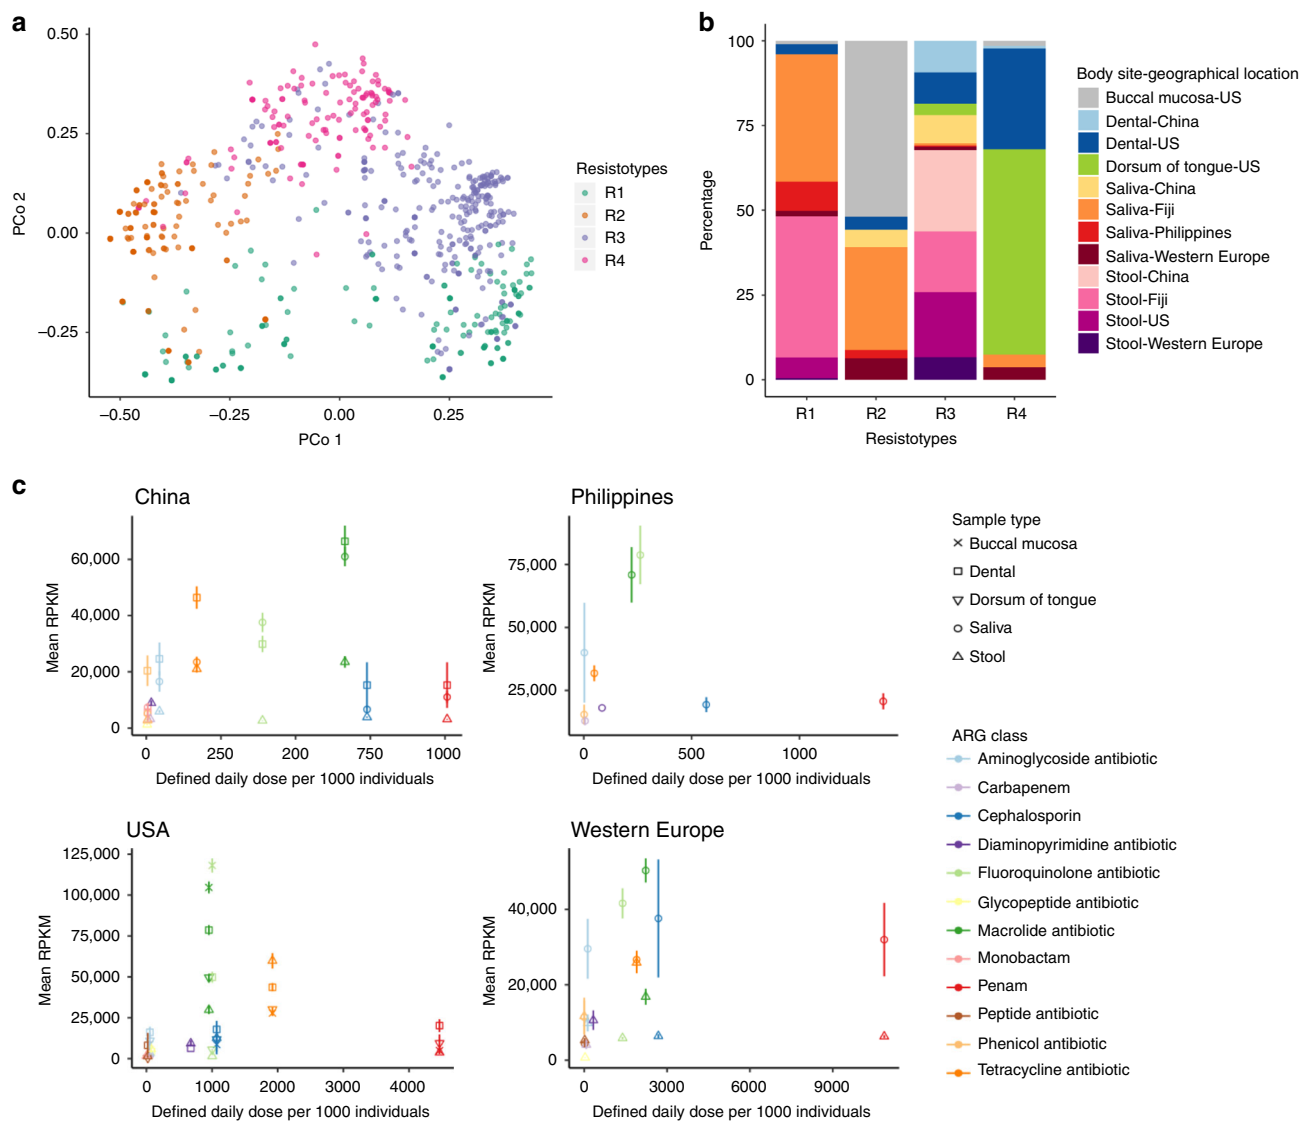 a
0.50
0.25
0.00
−0.25
PCo 2
−0.50
−0.25
0.00
0.25
PCo 1
Resistotypes
R1
R2
R3
R4
b
100
75
50
25
0
Percentage
R1
R2
R3
R4
Resistotypes
Body site-geographical location
Buccal mucosa-US
Dental-China
Dental-US
Dorsum of tongue-US
Saliva-China
Saliva-Fiji
Saliva-Philippines
Saliva-Western Europe
Stool-China
Stool-Fiji
Stool-US
Stool-Western Europe
c
China
60,000
40,000
20,000
0
Mean RPKM
0
250
200
750
1000
Defined daily dose per 1000 individuals
Philippines
75,000
50,000
25,000
Mean RPKM
0
500
1000
Defined daily dose per 1000 individuals
USA
125,000
100,000
75,000
50,000
25,000
0
Mean RPKM
0
1000
2000
3000
4000
Defined daily dose per 1000 individuals
Western Europe
40,000
20,000
0
Mean RPKM
0
3000
6000
9000
Defined daily dose per 1000 individuals
Sample type
Buccal mucosa
Dental
Dorsum of tongue
Saliva
Stool
ARG class
Aminoglycoside antibiotic
Carbapenem
Cephalosporin
Diaminopyrimidine antibiotic
Fluoroquinolone antibiotic
Glycopeptide antibiotic
Macrolide antibiotic
Monobactam
Penam
Peptide antibiotic
Phenicol antibiotic
Tetracycline antibiotic